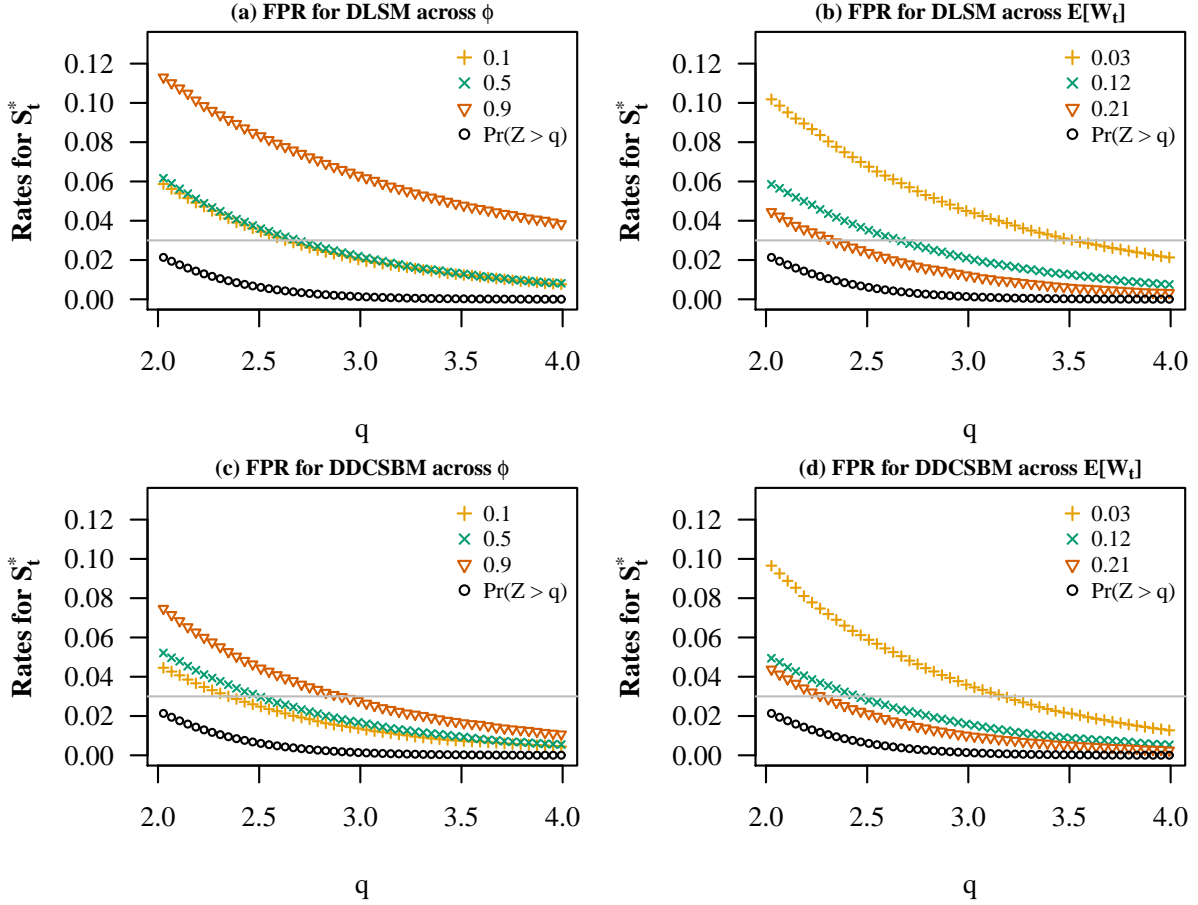 (a) FPR for DLSM across ϕ
Rates for S*t
0.12
0.10
0.08
0.06
0.04
0.02
0.00
0.1
0.5
0.9
Pr(Z > q)
2.0 2.5 3.0 3.5 4.0
q
(b) FPR for DLSM across E[Wt]
Rates for S*t
0.12
0.10
0.08
0.06
0.04
0.02
0.00
0.03
0.12
0.21
Pr(Z > q)
2.0 2.5 3.0 3.5 4.0
q
(c) FPR for DDCSBM across ϕ
Rates for S*t
0.12
0.10
0.08
0.06
0.04
0.02
0.00
0.1
0.5
0.9
Pr(Z > q)
2.0 2.5 3.0 3.5 4.0
q
(d) FPR for DDCSBM across E[Wt]
Rates for S*t
0.12
0.10
0.08
0.06
0.04
0.02
0.00
0.03
0.12
0.21
Pr(Z > q)
2.0 2.5 3.0 3.5 4.0
q